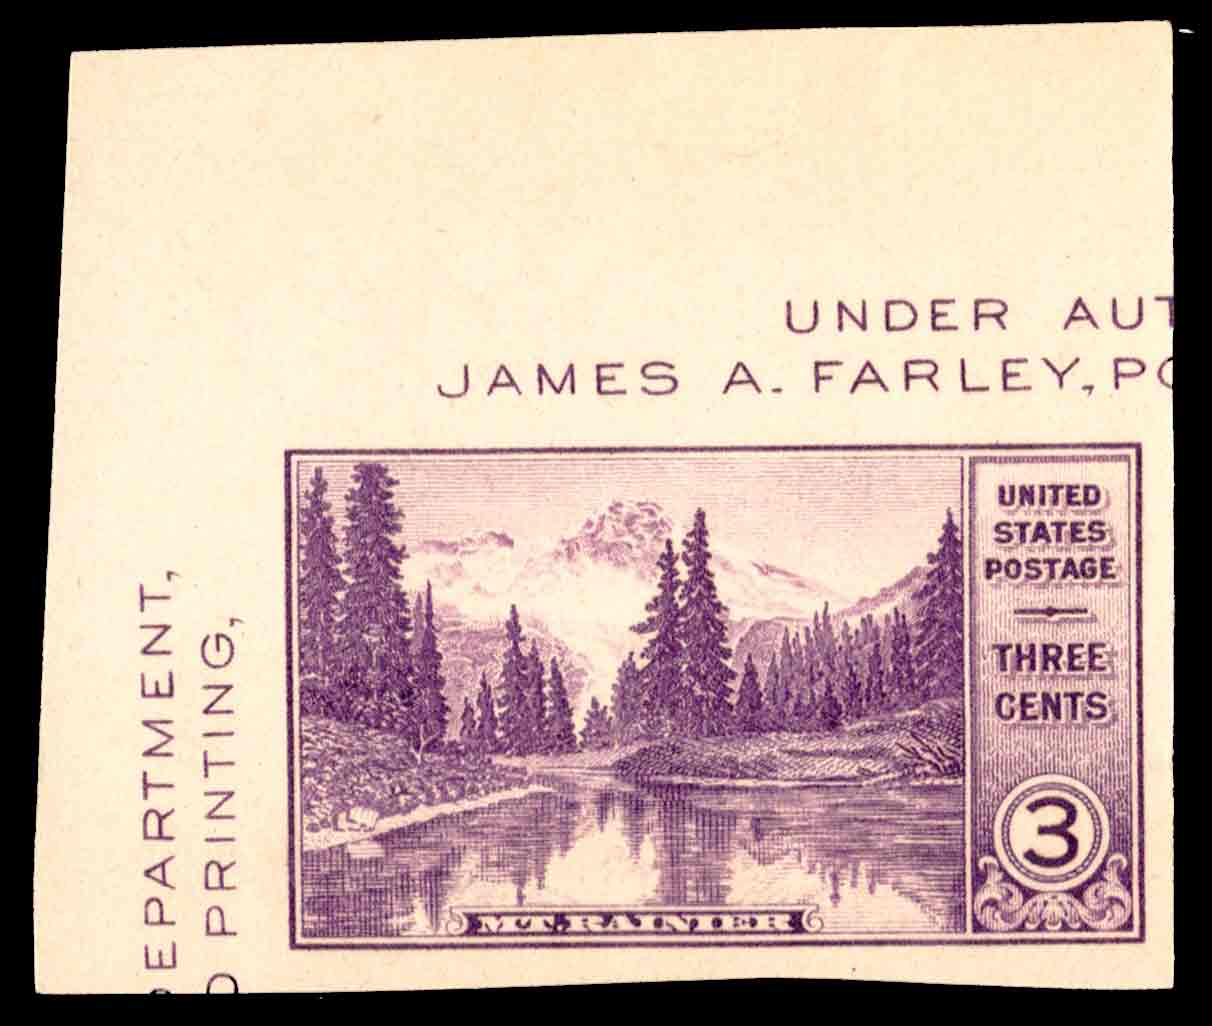 UNDER AUT
JAMES A. FARLEY, PO
EPARTMENT,
D PRINTING,
UNITED
STATES
POSTAGE
THREE
CENTS
3
MT. RAINIER